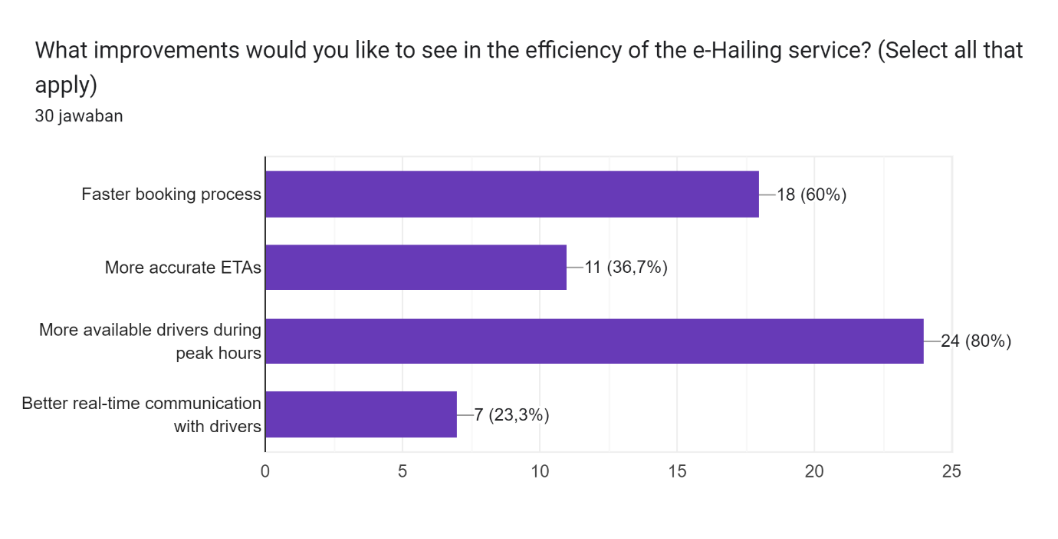 What improvements would you like to see in the efficiency of the e-Hailing service? (Select all that
apply)
30 jawaban
Faster booking process
18 (60%)
More accurate ETAs
11 (36,7%)
More available drivers during
peak hours
24 (80%)
Better real-time communication
with drivers
7 (23,3%)
0
5
10
15
20
25